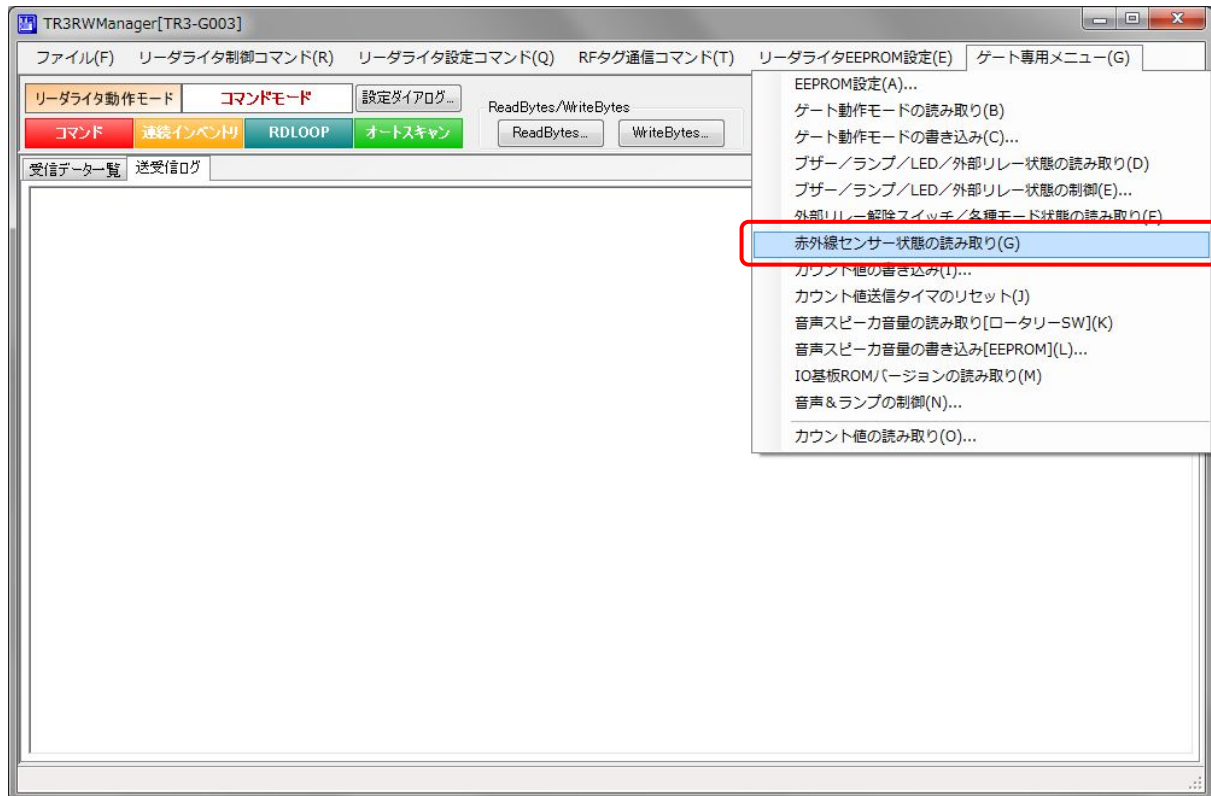 TR3RWManager[TR3-G003]
ファイル(F) リーダライタ制御コマンド(R) リーダライタ設定コマンド(Q) RFタグ通信コマンド(T) リーダライタEEPROM設定(E) ゲート専用メニュー(G)
リーダライタ動作モード コマンドモード 設定ダイアログ...
ReadBytes/WriteBytes
コマンド 連続インベントリ RDLOOP オートスキャン ReadBytes... WriteBytes...
受信データ一覧 送受信ログ
EEPROM設定(A)...
ゲート動作モードの読み取り(B)
ゲート動作モードの書き込み(C)...
ブザー/ランプ/LED/外部リレー状態の読み取り(D)
ブザー/ランプ/LED/外部リレー状態の制御(E)...
外部リレー解除スイッチ/各種モード状態の読み取り(F)
赤外線センサー状態の読み取り(G)
カウント値の書き込み(I)...
カウント値送信タイマのリセット(J)
音声スピーカ音量の読み取り[ロータリーSW](K)
音声スピーカ音量の書き込み[EEPROM](L)...
IO基板ROMバージョンの読み取り(M)
音声&ランプの制御(N)...
カウント値の読み取り(O)...